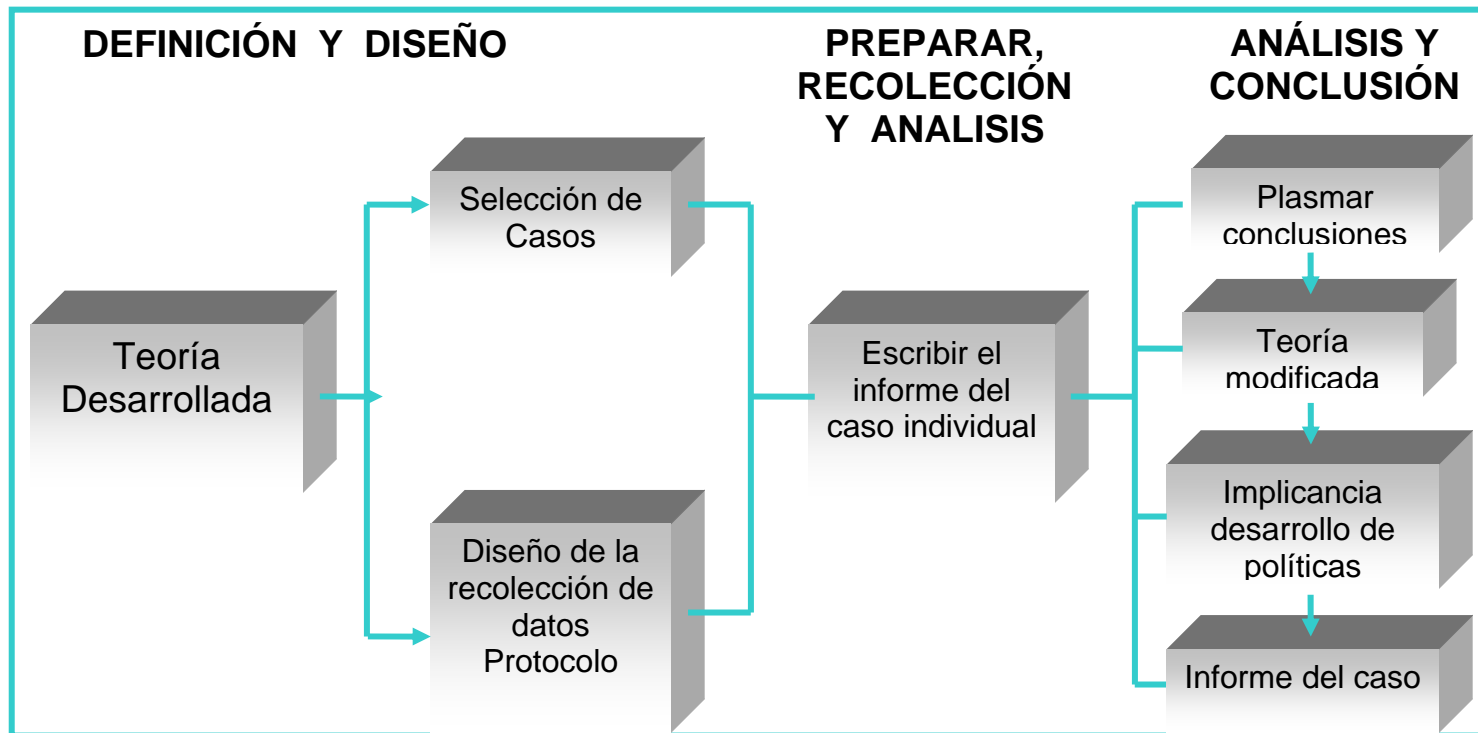 DEFINICIÓN Y DISEÑO
PREPARAR,
RECOLECCIÓN
Y ANALISIS
ANÁLISIS Y
CONCLUSIÓN
Teoría
Desarrollada
Selección de
Casos
Diseño de la
recolección de
datos
Protocolo
Escribir el
informe del
caso individual
Plasmar
conclusiones
Teoría
modificada
Implicancia
desarrollo de
políticas
Informe del caso